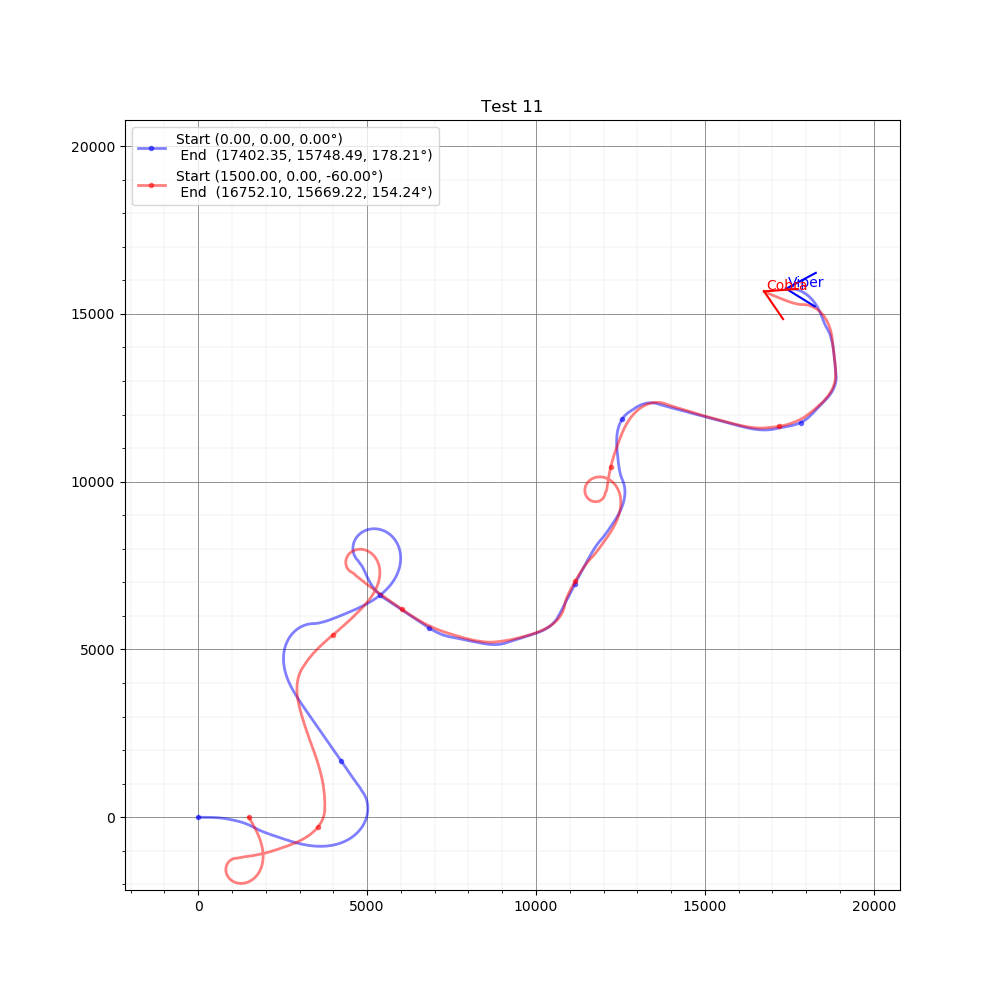 Test 11
Start (0.00, 0.00, 0.00°)
End (17402.35, 15748.49, 178.21°)
Start (1500.00, 0.00, -60.00°)
End (16752.10, 15669.22, 154.24°)
20000
15000
10000
5000
0
Cobra
Viper
0 5000 10000 15000 20000